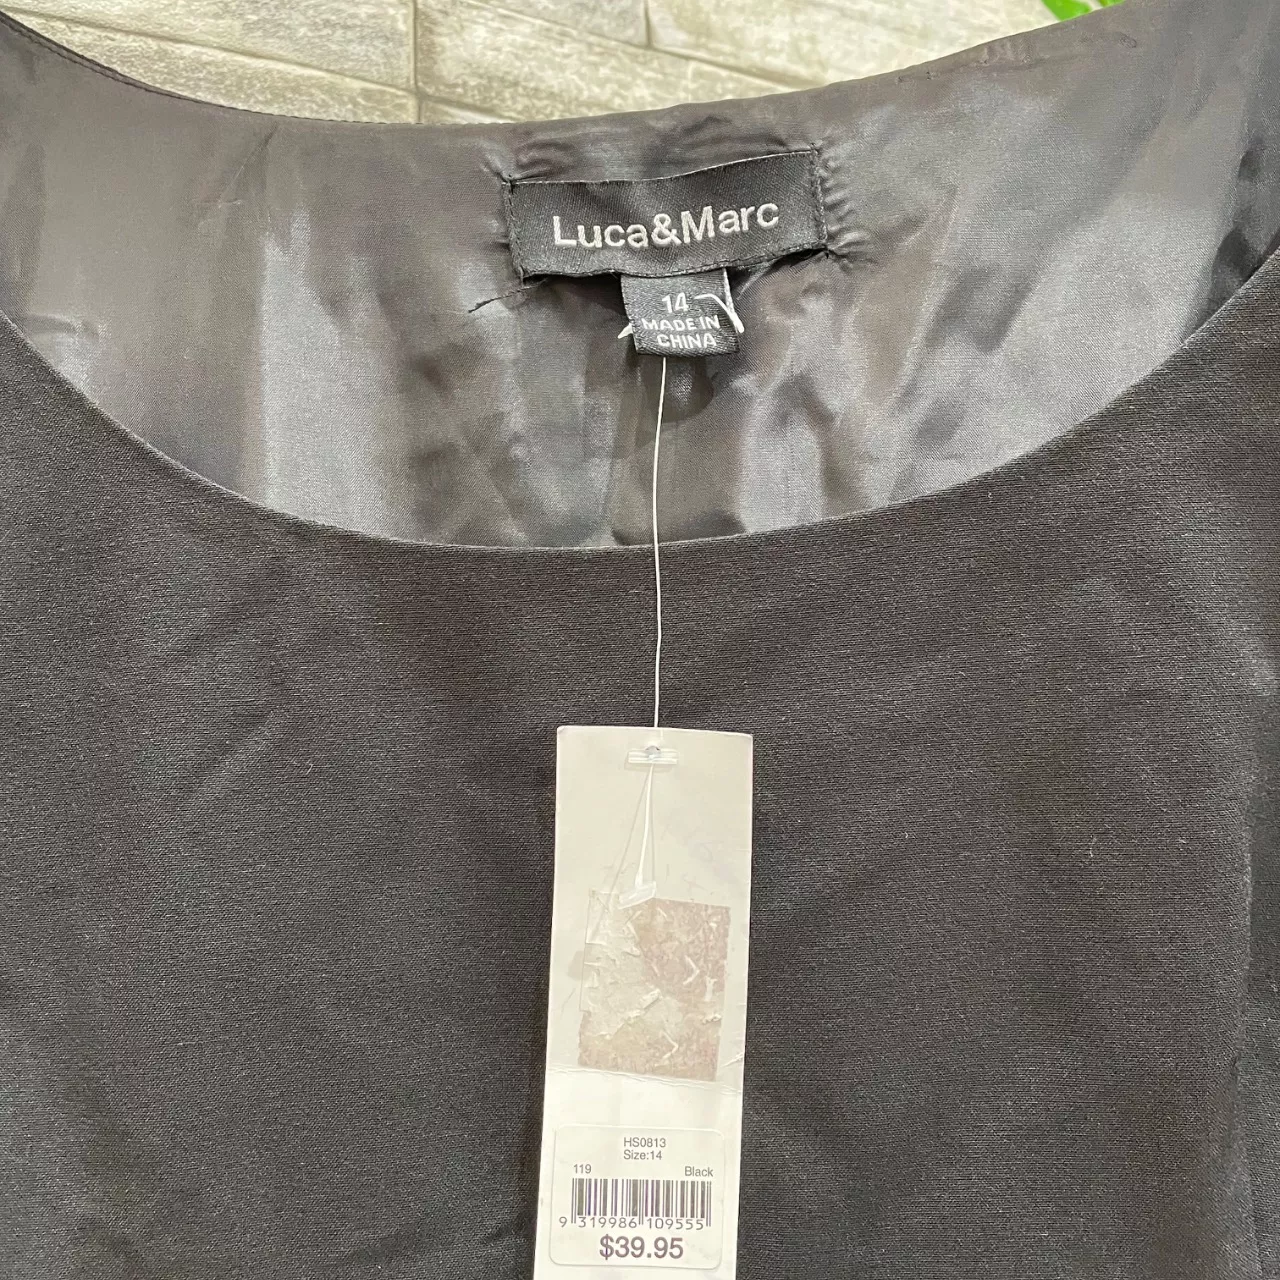 Luca&Marc
14
MADE IN
CHINA
HS0813
Size:14
119 Black
9 319986 109555
$39.95